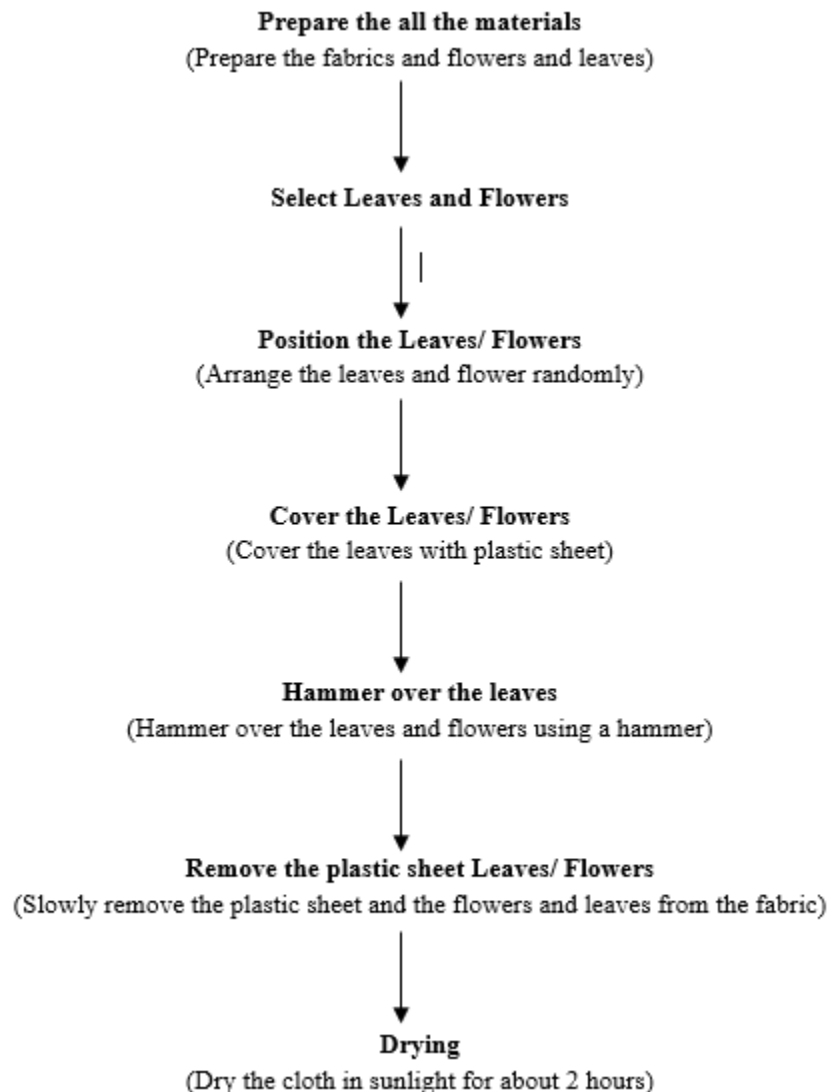 Prepare the all the materials
(Prepare the fabrics and flowers and leaves)
Select Leaves and Flowers
Position the Leaves/ Flowers
(Arrange the leaves and flower randomly)
Cover the Leaves/ Flowers
(Cover the leaves with plastic sheet)
Hammer over the leaves
(Hammer over the leaves and flowers using a hammer)
Remove the plastic sheet Leaves/ Flowers
(Slowly remove the plastic sheet and the flowers and leaves from the fabric)
Drying
(Dry the cloth in sunlight for about 2 hours)